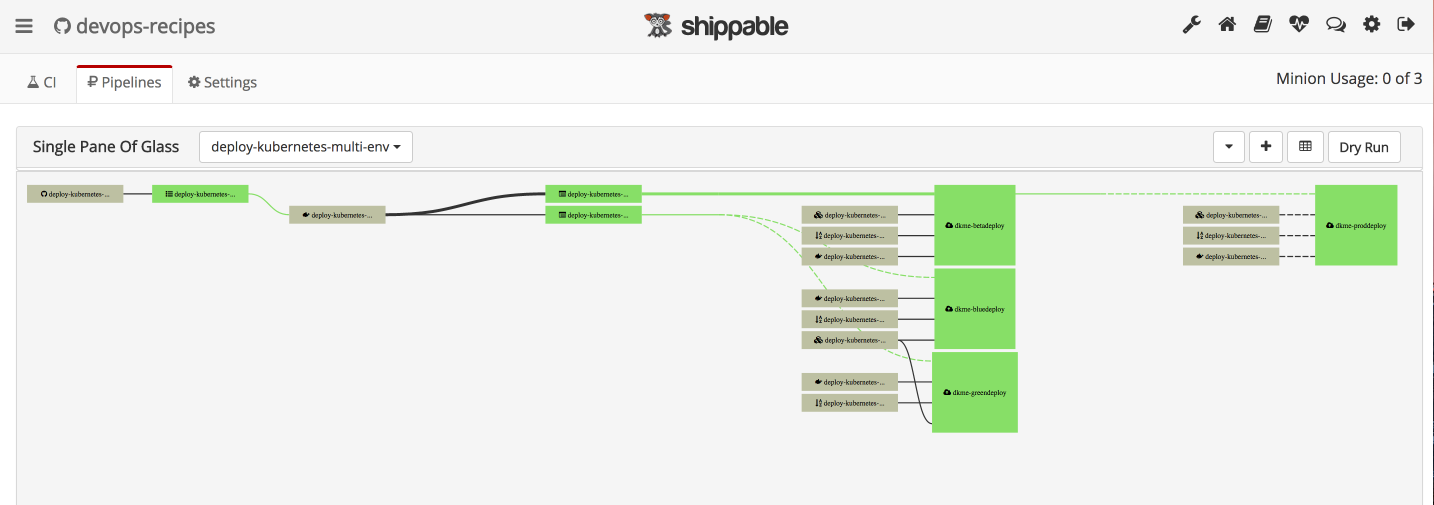 devops-recipes
shippable
CI
Pipelines
Settings
Minion Usage: 0 of 3
Single Pane Of Glass
deploy-kubernetes-multi-env
Dry Run
deploy-kubernetes-...
deploy-kubernetes-...
deploy-kubernetes-...
deploy-kubernetes-...
deploy-kubernetes-...
deploy-kubernetes-...
deploy-kubernetes-...
deploy-kubernetes-...
dkme-betadeploy
deploy-kubernetes-...
deploy-kubernetes-...
deploy-kubernetes-...
dkme-proddeploy
deploy-kubernetes-...
deploy-kubernetes-...
deploy-kubernetes-...
dkme-bluedeploy
deploy-kubernetes-...
deploy-kubernetes-...
dkme-greendeploy